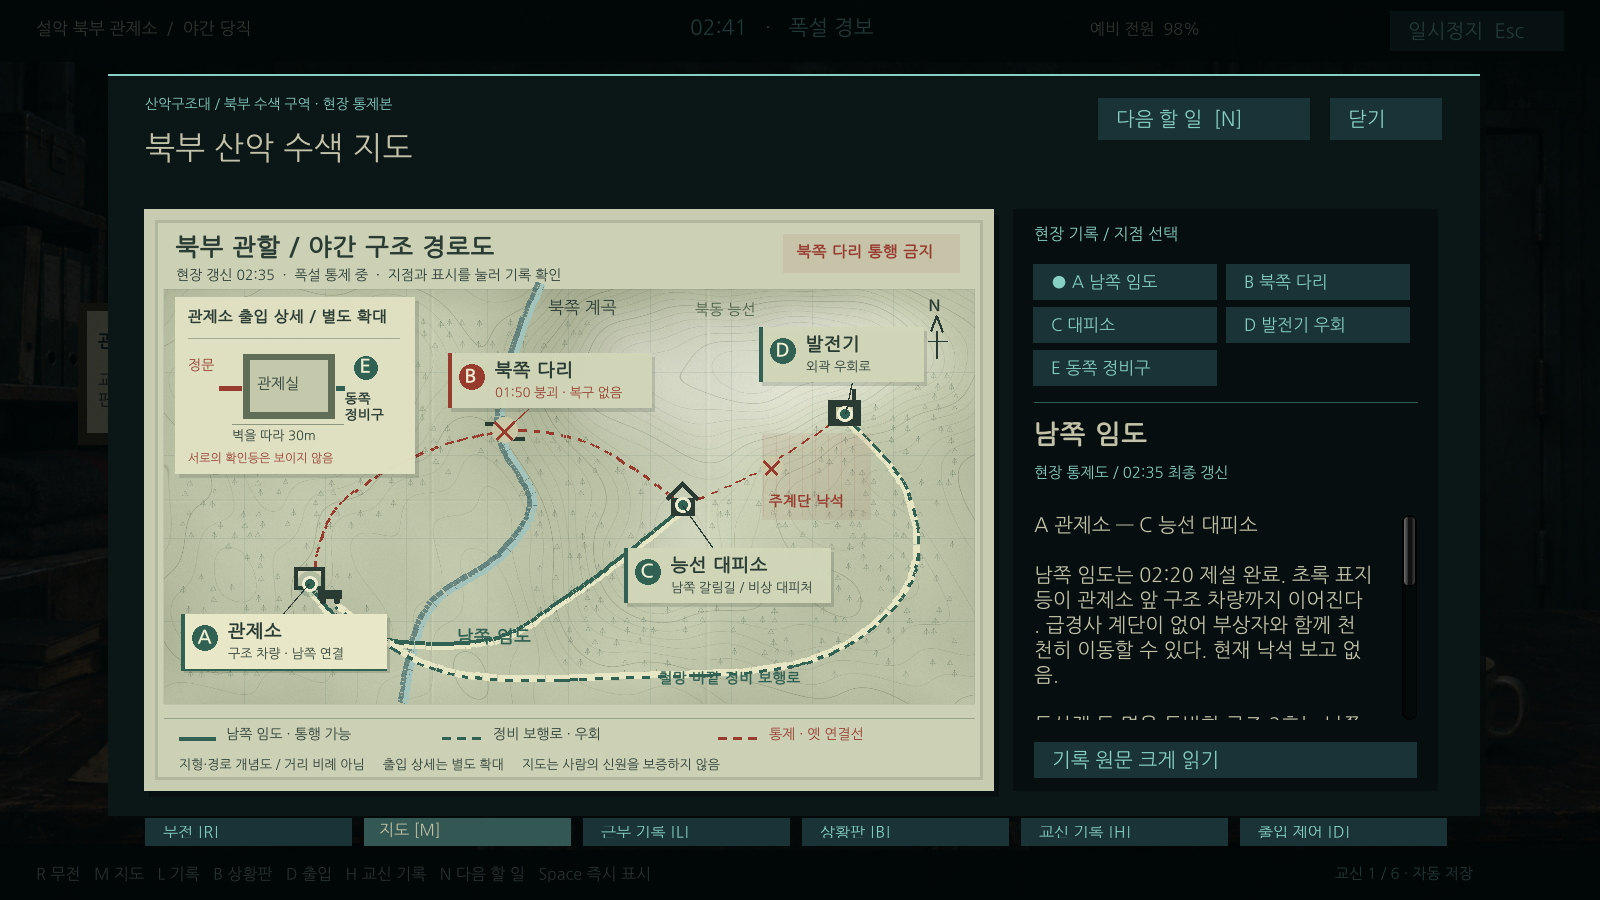 설악 북부 관제소 / 야간 당직
02:41 · 폭설 경보
예비 전원 98%
일시정지 Esc
산악구조대 / 북부 수색 구역 · 현장 통제본
북부 산악 수색 지도
다음 할 일 [N]
닫기
북부 관할 / 야간 구조 경로도
현장 갱신 02:35 · 폭설 통제 중 · 지점과 표시를 눌러 기록 확인
북쪽 다리 통행 금지
관제소 출입 상세 / 별도 확대
정문
관제실
E
동쪽
정비구
벽을 따라 30m
서로의 확인등은 보이지 않음
북쪽 계곡
북동 능선
N
B 북쪽 다리
01:50 붕괴 · 복구 없음
D 발전기
외곽 우회로
주계단 낙석
C 능선 대피소
남쪽 갈림길 / 비상 대피처
A 관제소
구조 차량 · 남쪽 연결
남쪽 임도
철망 바깥 정비 보행로
남쪽 임도 · 통행 가능
정비 보행로 · 우회
통제 · 옛 연결선
지형·경로 개념도 / 거리 비례 아님
출입 상세는 별도 확대
지도는 사람의 신원을 보증하지 않음
현장 기록 / 지점 선택
● A 남쪽 임도
B 북쪽 다리
C 대피소
D 발전기 우회
E 동쪽 정비구
남쪽 임도
현장 통제도 / 02:35 최종 갱신
A 관제소 — C 능선 대피소
남쪽 임도는 02:20 제설 완료. 초록 표지
등이 관제소 앞 구조 차량까지 이어진다
. 급경사 계단이 없어 부상자와 함께 천
천히 이동할 수 있다. 현재 낙석 보고 없
음.
기록 원문 크게 읽기
무전 [R]
지도 [M]
근무 기록 [L]
상황판 [B]
교신 기록 [H]
출입 제어 [D]
R 무전 M 지도 L 기록 B 상황판 D 출입 H 교신 기록 N 다음 할 일 Space 즉시 표시
교신 1 / 6 · 자동 저장